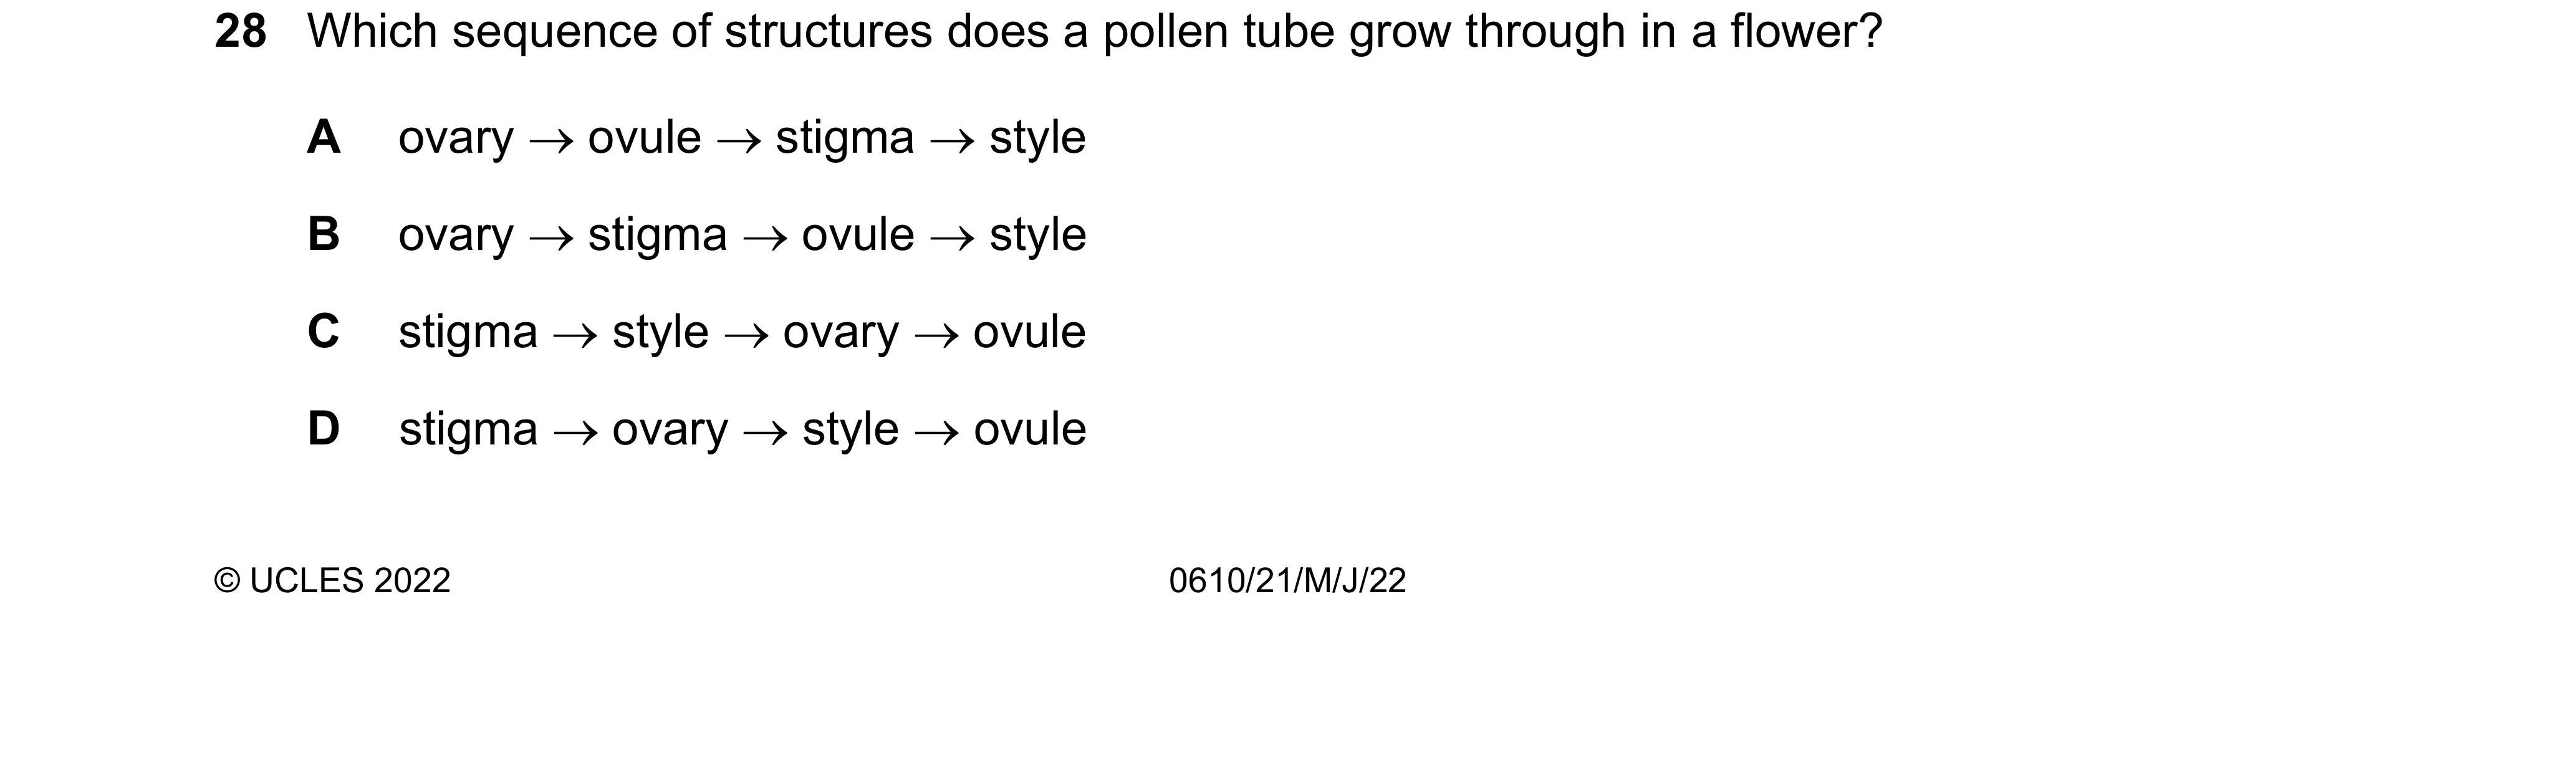 28 Which sequence of structures does a pollen tube grow through in a flower?
A ovary → ovule → stigma → style
B ovary → stigma → ovule → style
C stigma → style → ovary → ovule
D stigma → ovary → style → ovule
© UCLES 2022 0610/21/M/J/22